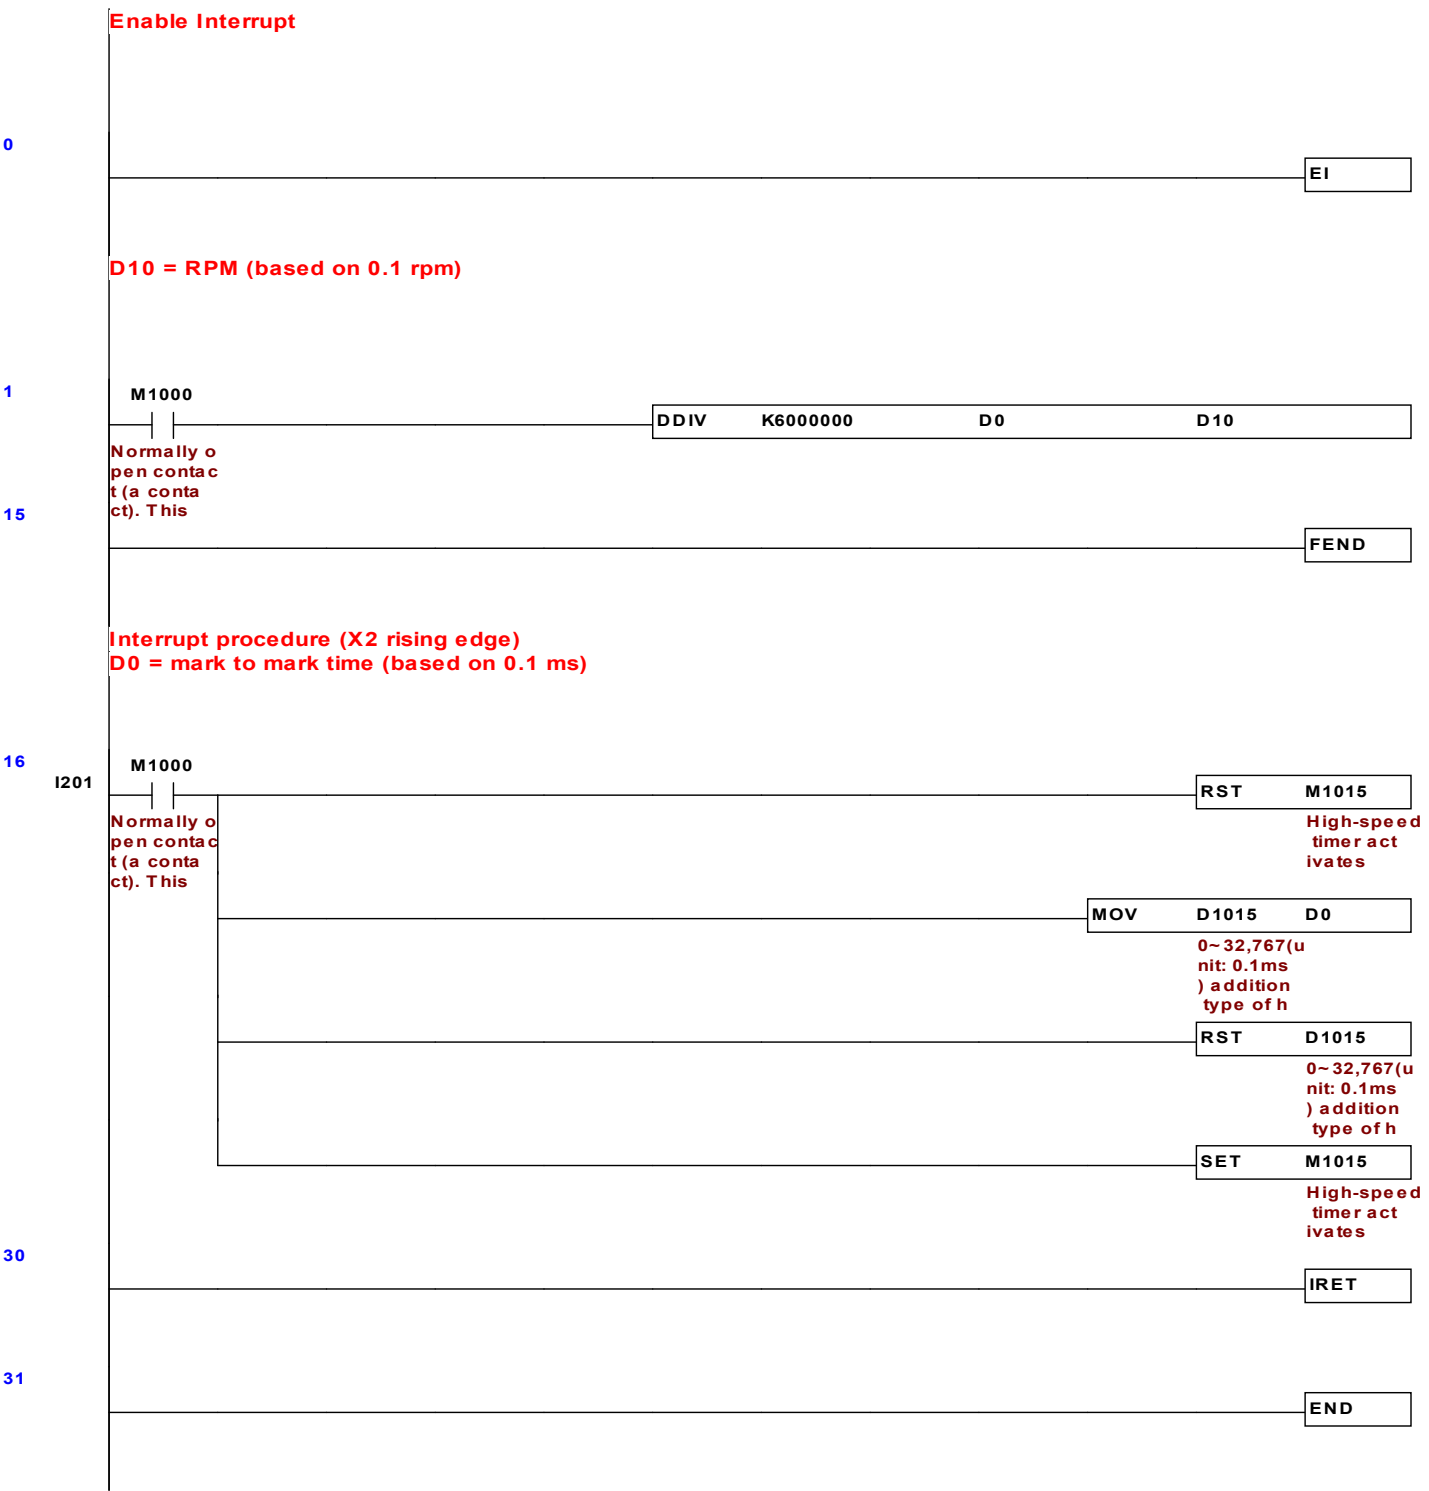 Enable Interrupt
0
EI
D10 = RPM (based on 0.1 rpm)
1
M1000
DDIV K6000000 D0 D10
Normally o
pen contac
t (a conta
ct). This
15
FEND
Interrupt procedure (X2 rising edge)
D0 = mark to mark time (based on 0.1 ms)
16
M1000
I201
RST M1015
Normally o
pen contac
t (a conta
ct). This
High-speed
timer act
ivates
MOV D1015 D0
0~32,767(u
nit: 0.1ms
) addition
type of h
RST D1015
0~32,767(u
nit: 0.1ms
) addition
type of h
SET M1015
High-speed
timer act
ivates
30
IRET
31
END